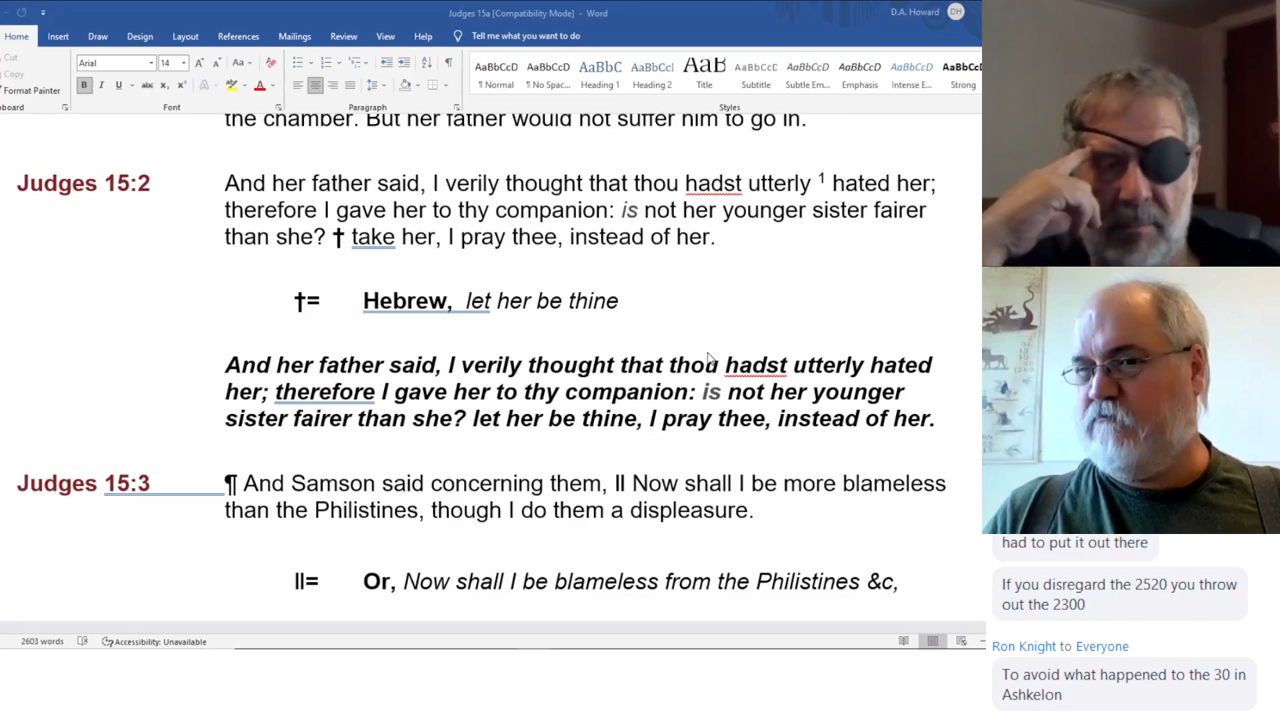 Judges 15a [Compatibility Mode] - Word
D.A. Howard
DH
Home Insert Draw Design Layout References Mailings Review View Help Tell me what you want to do
Cut
Copy
Format Painter
Arial 14
AaBbCcD AaBbCcD AaBbC AaBbCcl AaB AaBbCcD AaBbCcD AaBbCcD AaBbCcD AaBbCc
¶ Normal ¶ No Spac... Heading 1 Heading 2 Title Subtitle Subtle Em... Emphasis Intense E... Strong
board Font Paragraph Styles
the chamber. But her father would not suffer him to go in.
Judges 15:2 And her father said, I verily thought that thou hadst utterly 1 hated her;
therefore I gave her to thy companion: is not her younger sister fairer
than she? † take her, I pray thee, instead of her.
†= Hebrew, let her be thine
And her father said, I verily thought that thou hadst utterly hated
her; therefore I gave her to thy companion: is not her younger
sister fairer than she? let her be thine, I pray thee, instead of her.
Judges 15:3 ¶ And Samson said concerning them, ǁ Now shall I be more blameless
than the Philistines, though I do them a displeasure.
ǁ= Or, Now shall I be blameless from the Philistines &c,
2603 words Accessibility: Unavailable
had to put it out there
If you disregard the 2520 you throw
out the 2300
Ron Knight to Everyone
To avoid what happened to the 30 in
Ashkelon